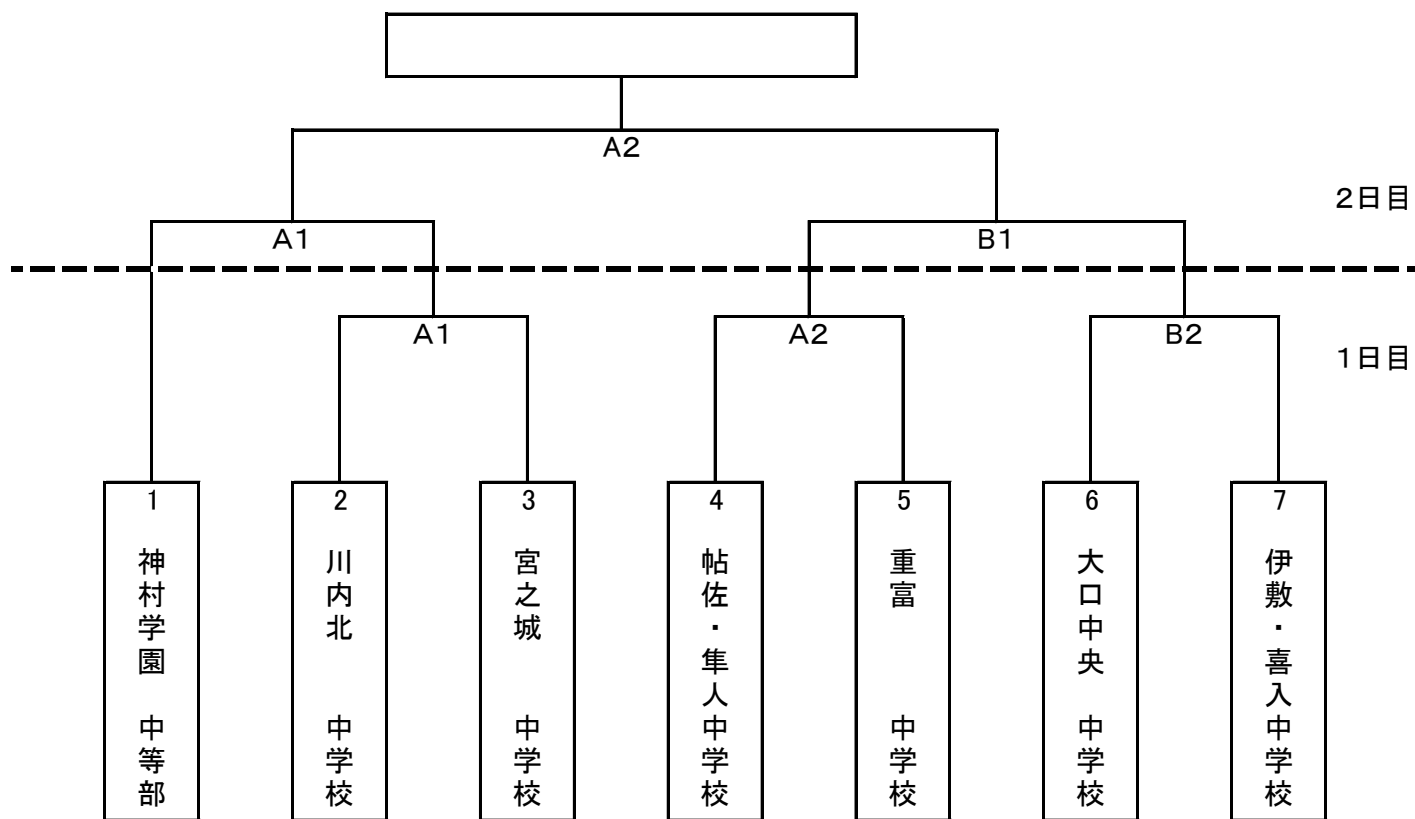 A2
2日目
A1
B1
A1
A2
B2
1日目
1
神村学園 中等部
2
川内北 中学校
3
宮之城 中学校
4
帖佐・隼人中学校
5
重富 中学校
6
大口中央 中学校
7
伊敷・喜入中学校